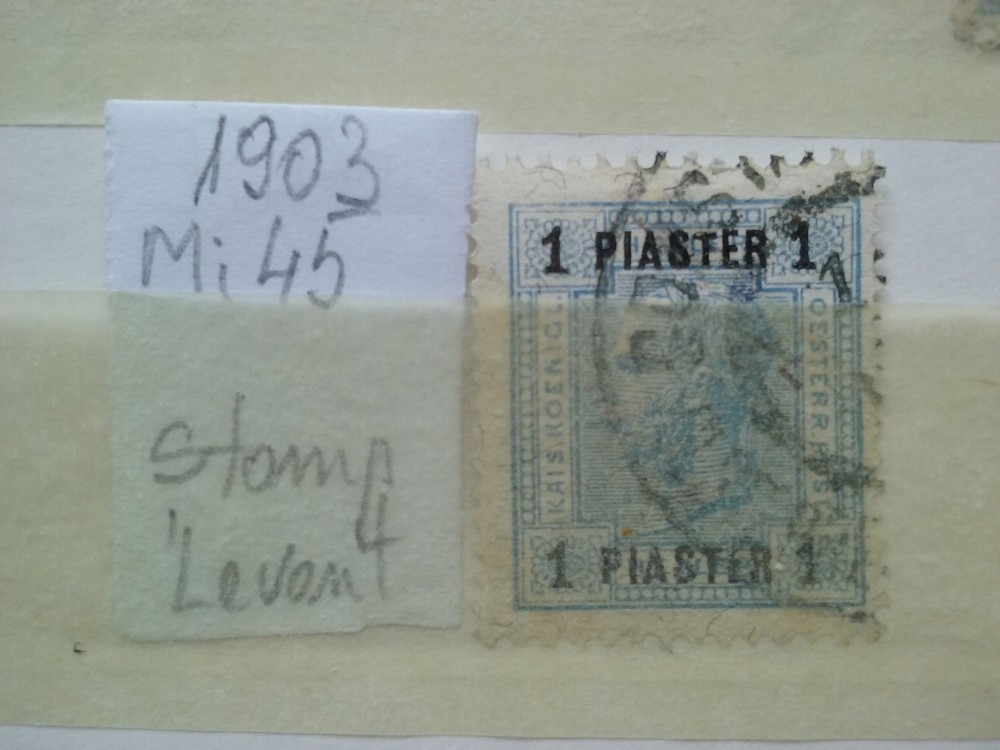 1903
Mi 45
Stamp
'Levant
1 PIASTER 1
KAIS.KOENIGL.
OESTERR.POST
1 PIASTER 1